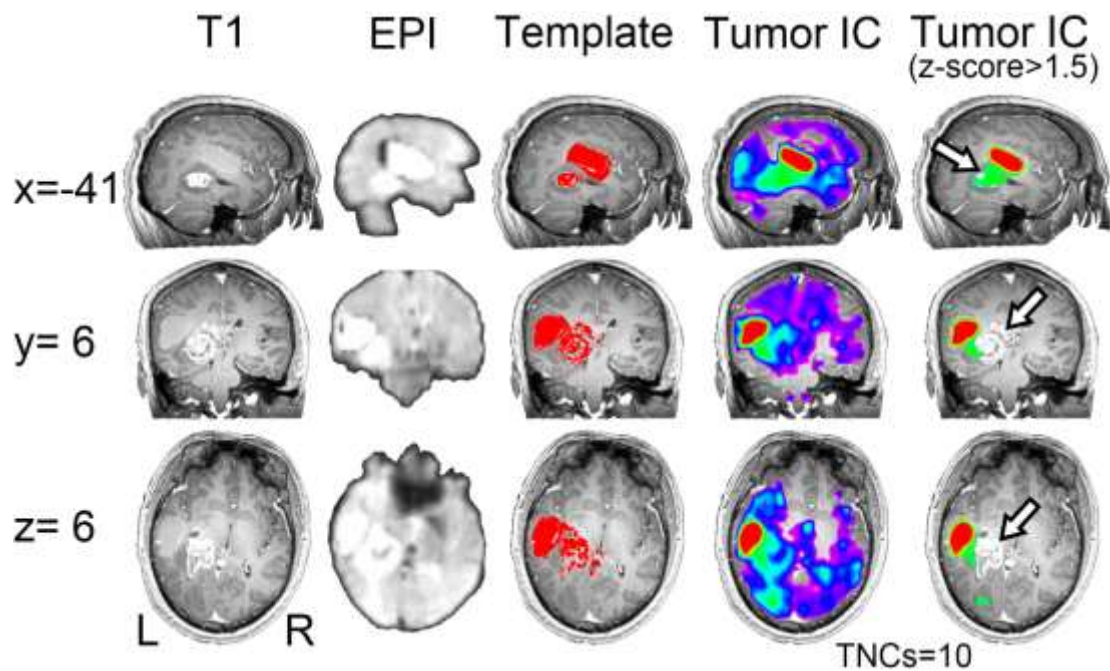 T1 EPI Template Tumor IC Tumor IC
(z-score>1.5)
x=-41
y= 6
z= 6
L R
TNCs=10